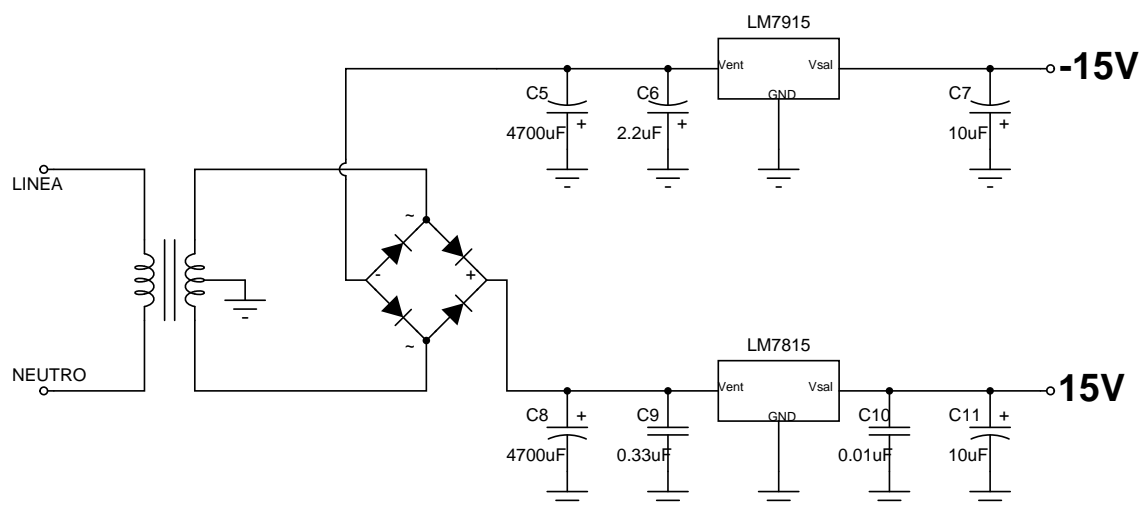 LM7915
Vent
Vsal
GND
-15V
C5
4700uF
+
C6
2.2uF
+
C7
10uF
+
LINEA
NEUTRO
~
-
+
~
LM7815
Vent
Vsal
GND
15V
C8
+
4700uF
C9
0.33uF
C10
0.01uF
C11
+
10uF